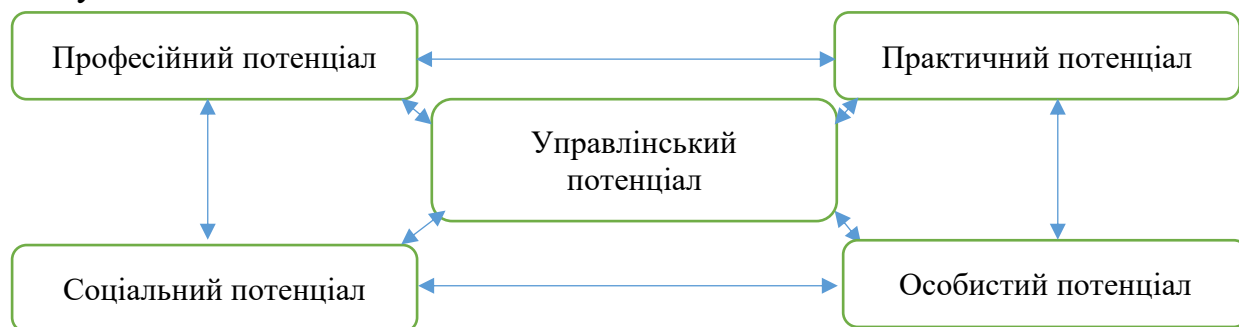 Професійний потенціал
Практичний потенціал
Управлінський
потенціал
Соціальний потенціал
Особистий потенціал